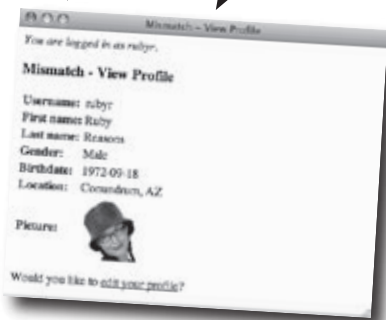 Mismatch - View Profile
You are logged in as rubyr.
Mismatch - View Profile
Username: rubyr
First name: Ruby
Last name: Reasons
Gender: Male
Birthdate: 1972-09-18
Location: Conundrum, AZ
Picture:
Would you like to edit your profile?